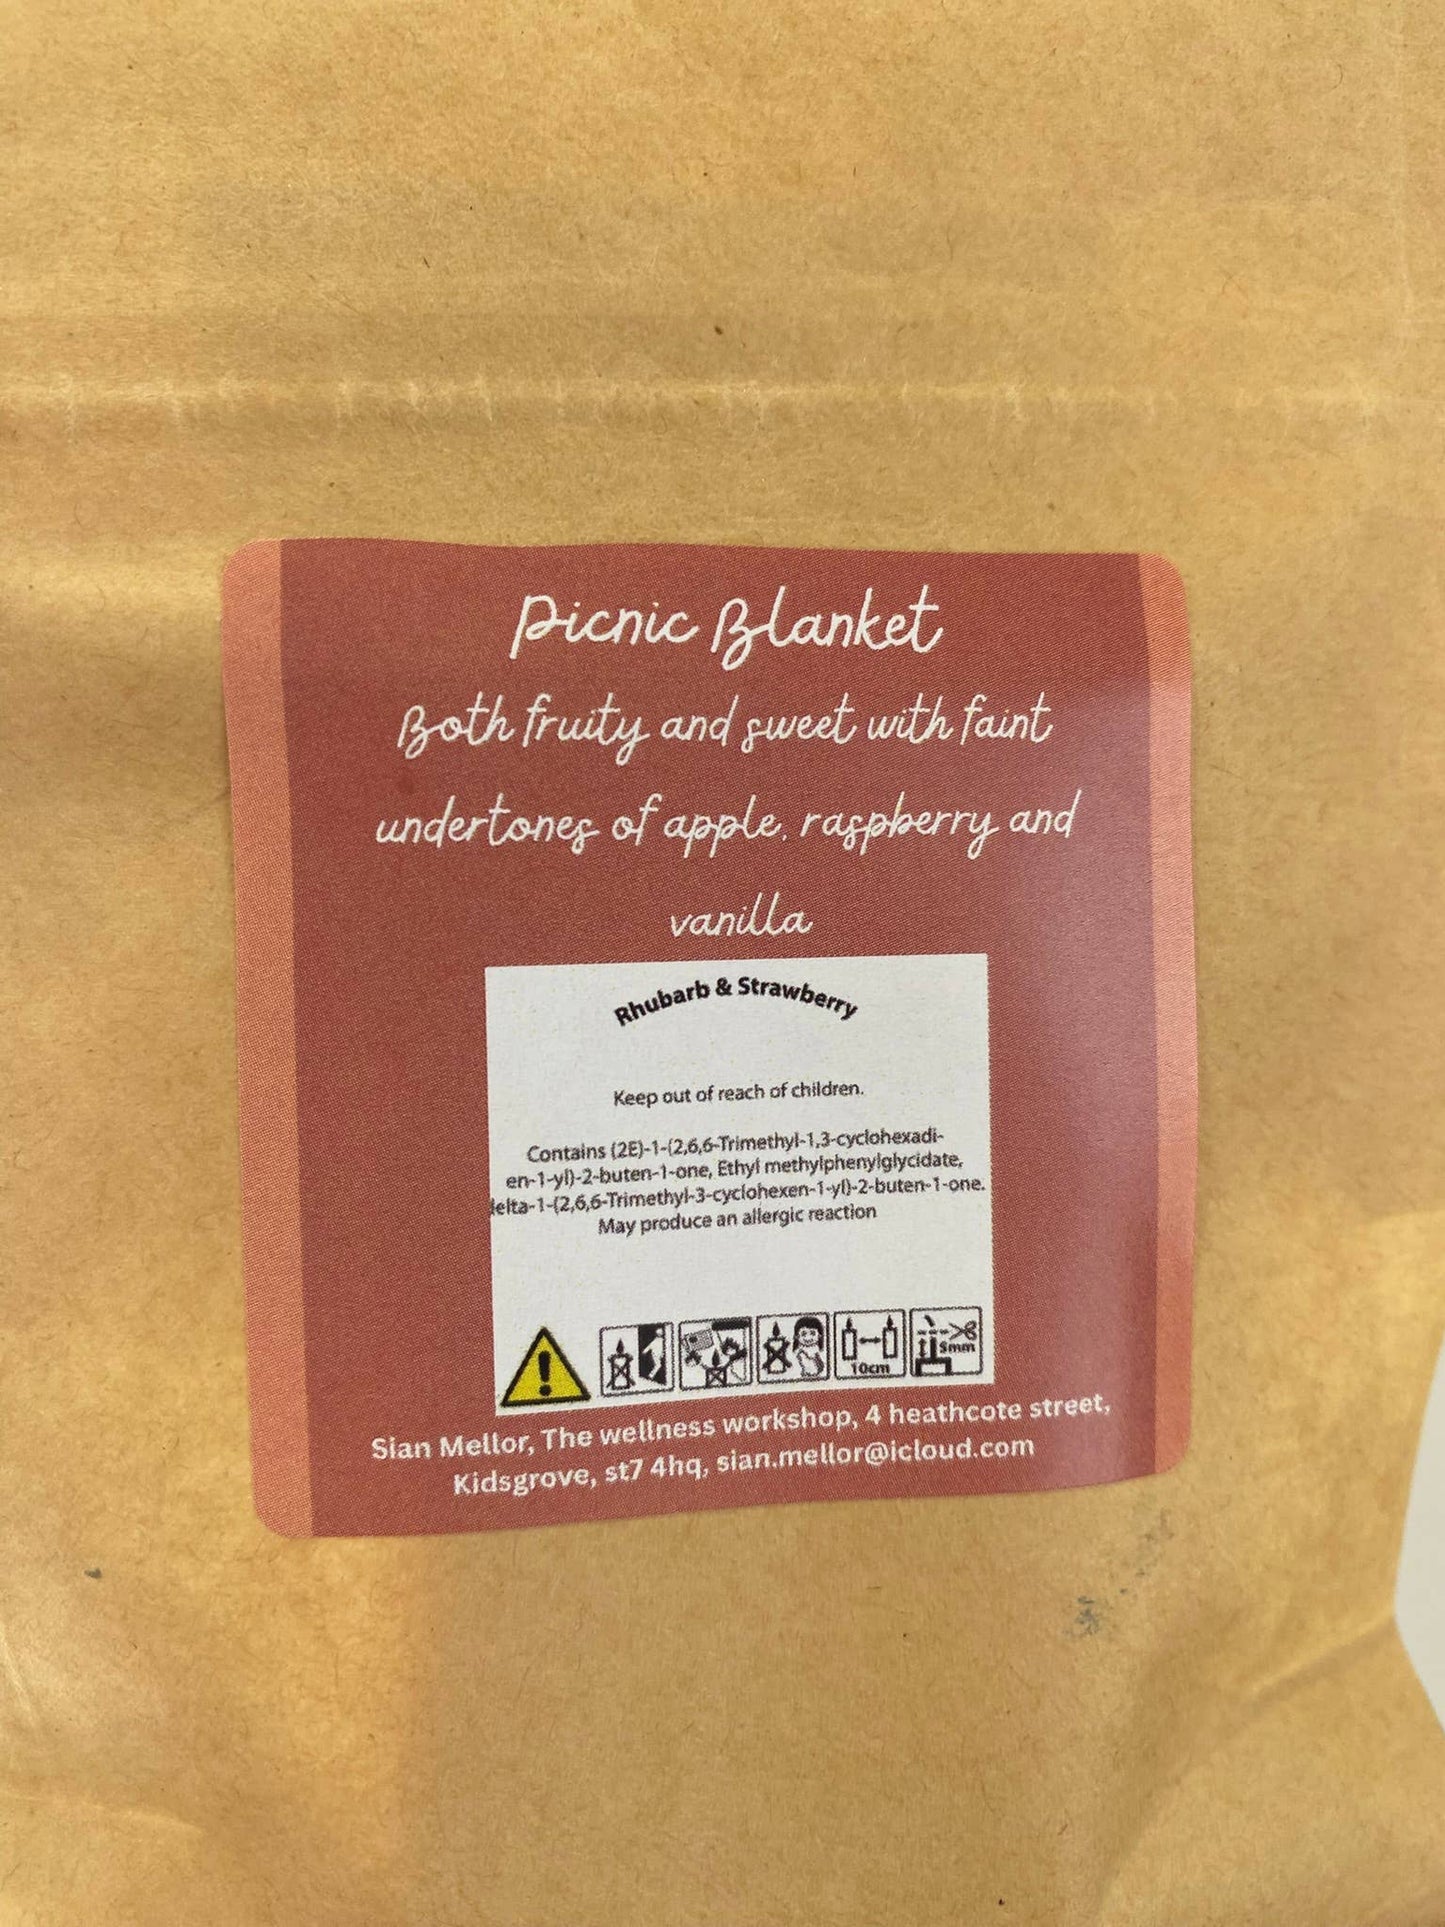 Picnic Blanket
Both fruity and sweet with faint
undertones of apple, raspberry and
vanilla
Rhubarb & Strawberry
Keep out of reach of children.
Contains (2E)-1-(2,6,6-Trimethyl-1,3-cyclohexadi-
en-1-yl)-2-buten-1-one, Ethyl methylphenylglycidate,
elta-1-(2,6,6-Trimethyl-3-cyclohexen-1-yl)-2-buten-1-one.
May produce an allergic reaction
10cm
5mm
Sian Mellor, The wellness workshop, 4 heathcote street,
Kidsgrove, st7 4hq, sian.mellor@icloud.com